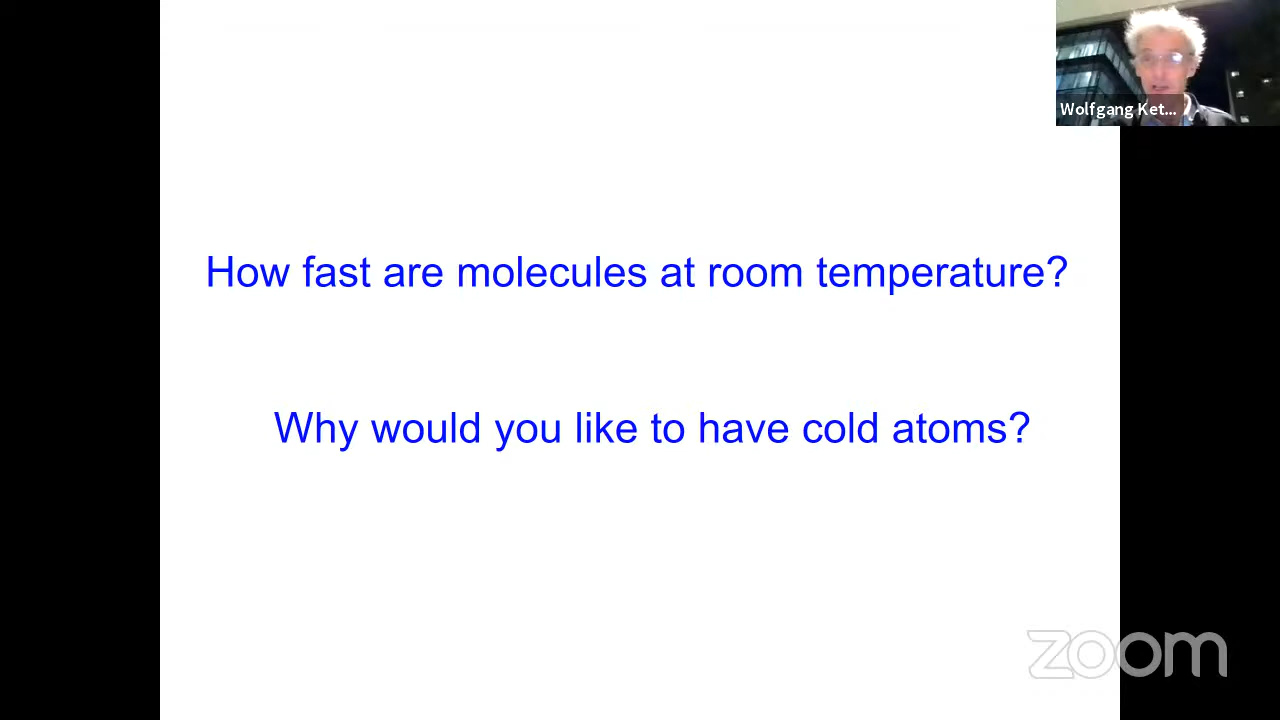 Wolfgang Ket...
How fast are molecules at room temperature?
Why would you like to have cold atoms?
zoom